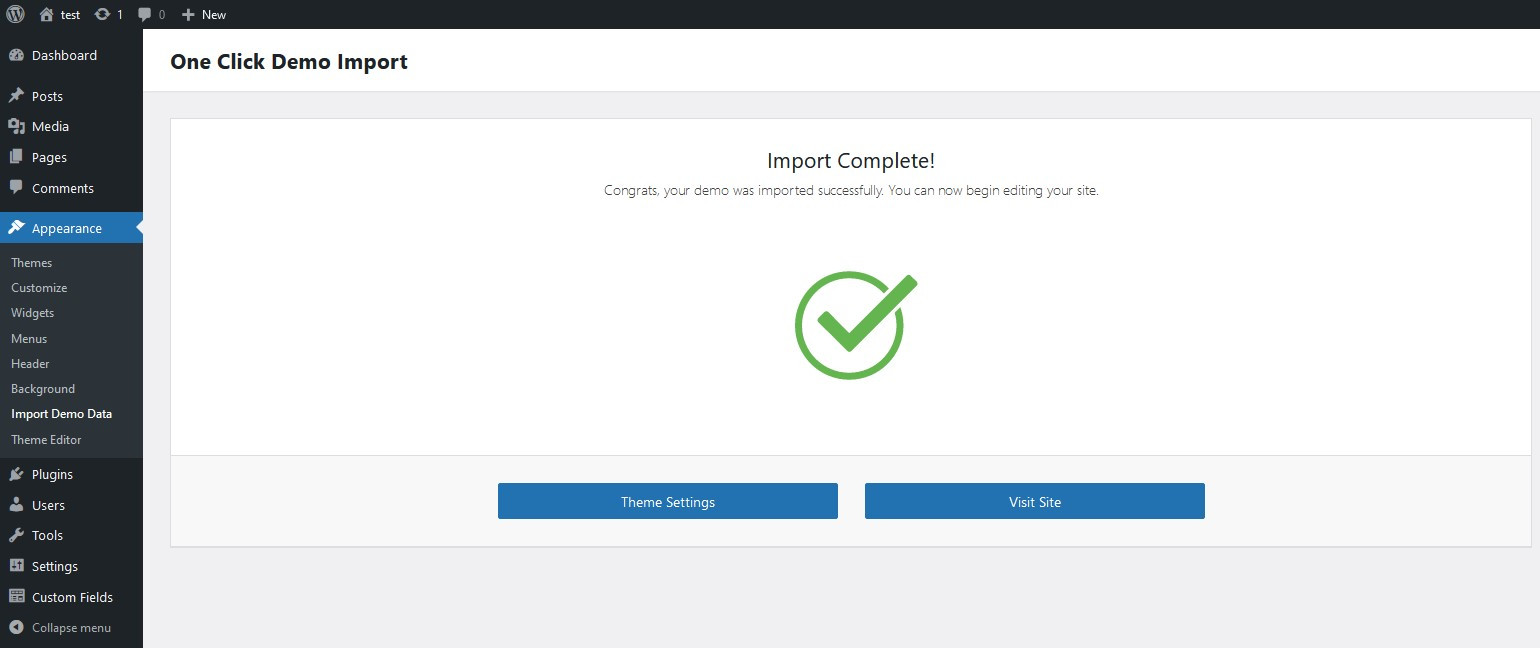 test 1 0 New
Dashboard
Posts
Media
Pages
Comments
Appearance
Themes
Customize
Widgets
Menus
Header
Background
Import Demo Data
Theme Editor
Plugins
Users
Tools
Settings
Custom Fields
Collapse menu
One Click Demo Import
Import Complete!
Congrats, your demo was imported successfully. You can now begin editing your site.
Theme Settings
Visit Site